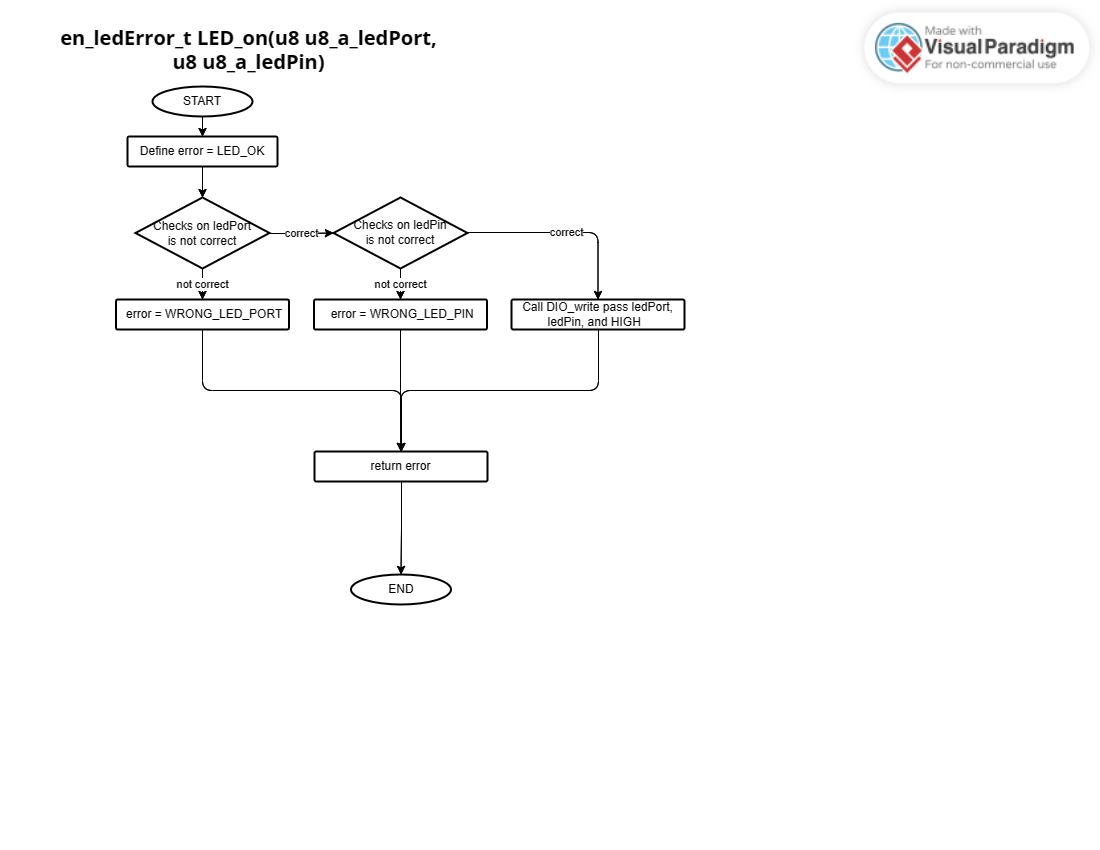 en_ledError_t LED_on(u8 u8_a_ledPort,
u8 u8_a_ledPin)
Made with
Visual Paradigm
For non-commercial use
START
Define error = LED_OK
Checks on ledPort
is not correct
correct
Checks on ledPin
is not correct
correct
not correct
not correct
error = WRONG_LED_PORT
error = WRONG_LED_PIN
Call DIO_write pass ledPort,
ledPin, and HIGH
return error
END